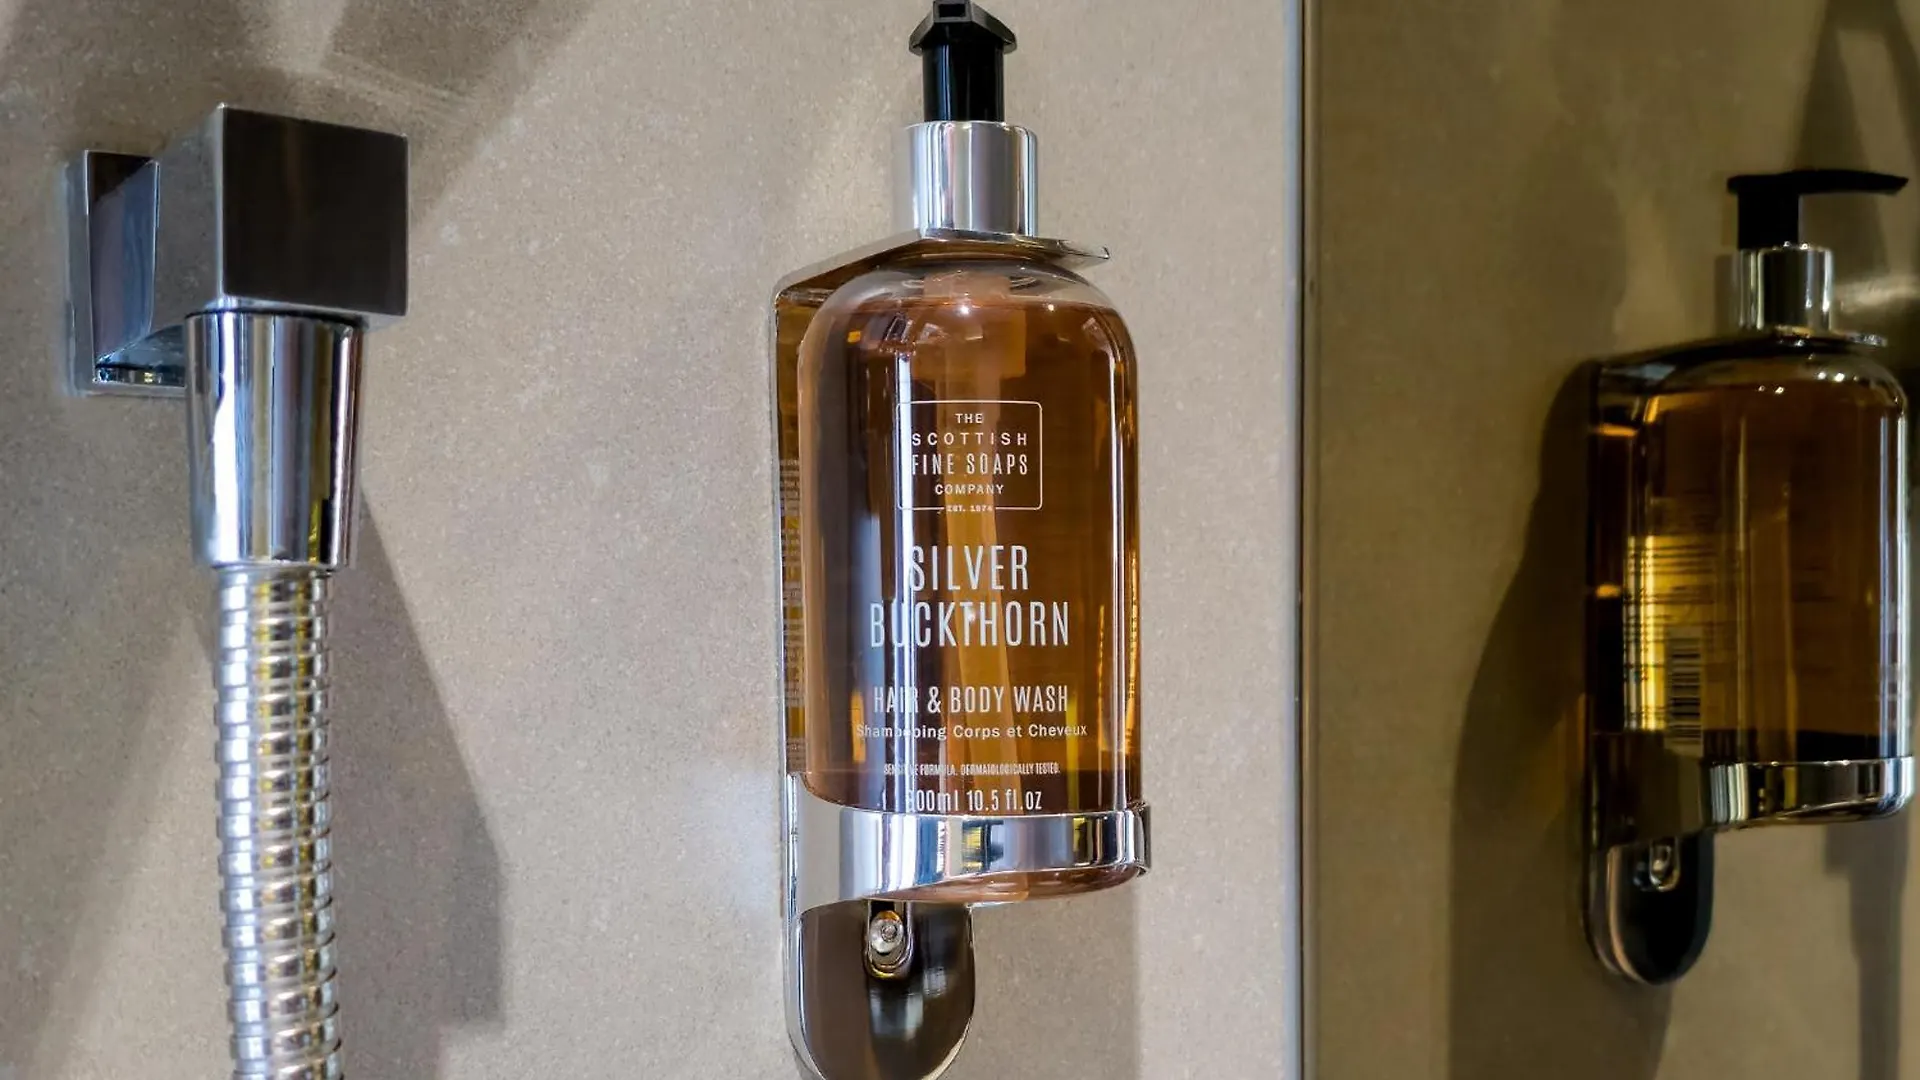 THE
SCOTTISH
FINE SOAPS
COMPANY
EST. 1974
SILVER
BUCKTHORN
HAIR & BODY WASH
Shampooing Corps et Cheveux
SENSITIVE FORMULA. DERMATOLOGICALLY TESTED.
300ml 10.5 fl.oz